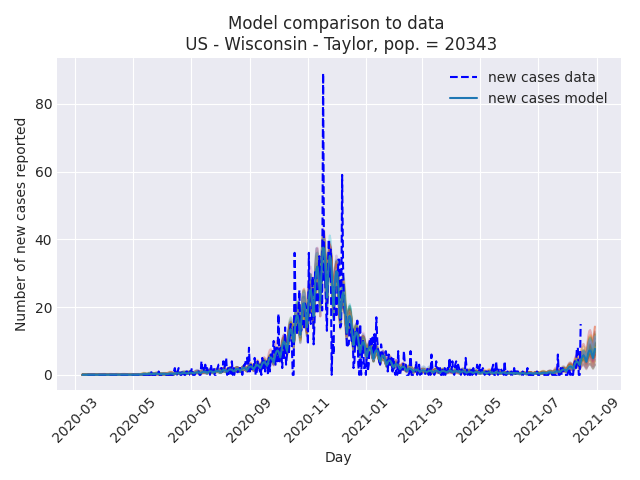 Model comparison to data
US - Wisconsin - Taylor, pop. = 20343
new cases data
new cases model
Number of new cases reported
80
60
40
20
0
2020-03
2020-05
2020-07
2020-09
2020-11
2021-01
2021-03
2021-05
2021-07
2021-09
Day